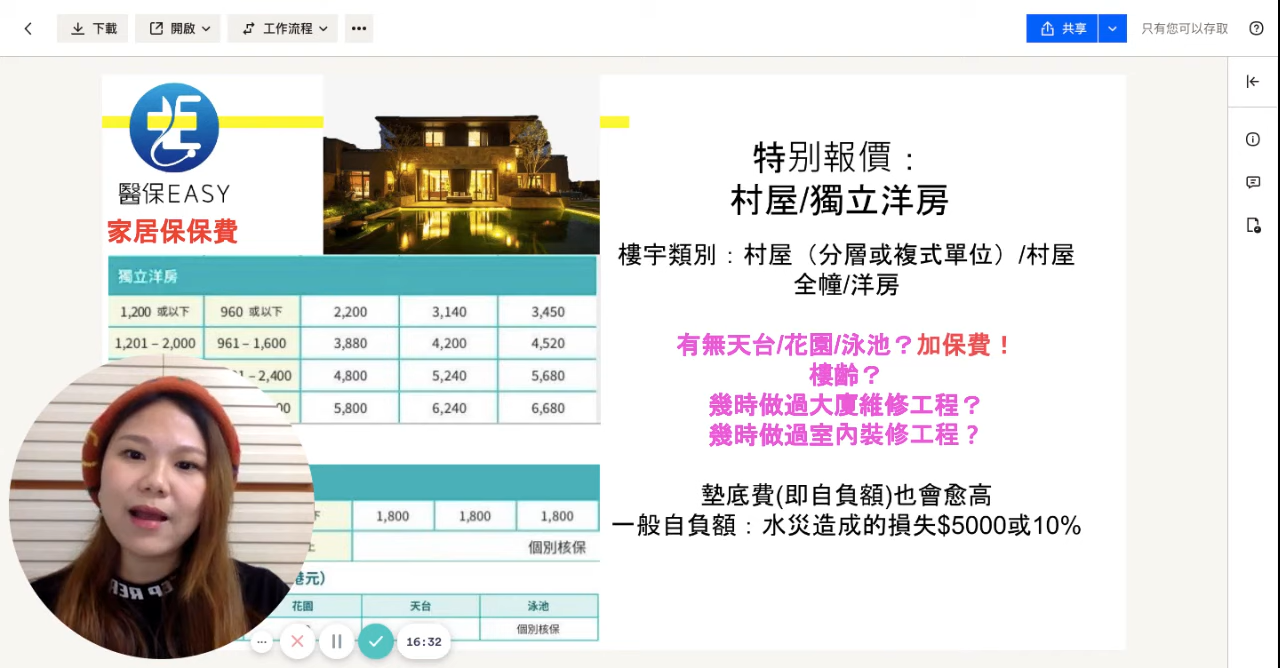 下載
開啟
工作流程
共享
只有您可以存取
醫保EASY
家居保保費
獨立洋房
1,200 或以下 960 或以下 2,200 3,140 3,450
1,201 – 2,000 961 – 1,600 3,880 4,200 4,520
– 2,400 4,800 5,240 5,680
5,800 6,240 6,680
1,800 1,800 1,800
個別核保
港元)
花園 天台 泳池
個別核保
16:32
特别報價：
村屋/獨立洋房
樓宇類別：村屋（分層或複式單位）/村屋
全幢/洋房
有無天台/花園/泳池？加保費！
樓齡？
幾時做過大廈維修工程？
幾時做過室內裝修工程？
墊底費(即自負額)也會愈高
一般自負額：水災造成的損失$5000或10%